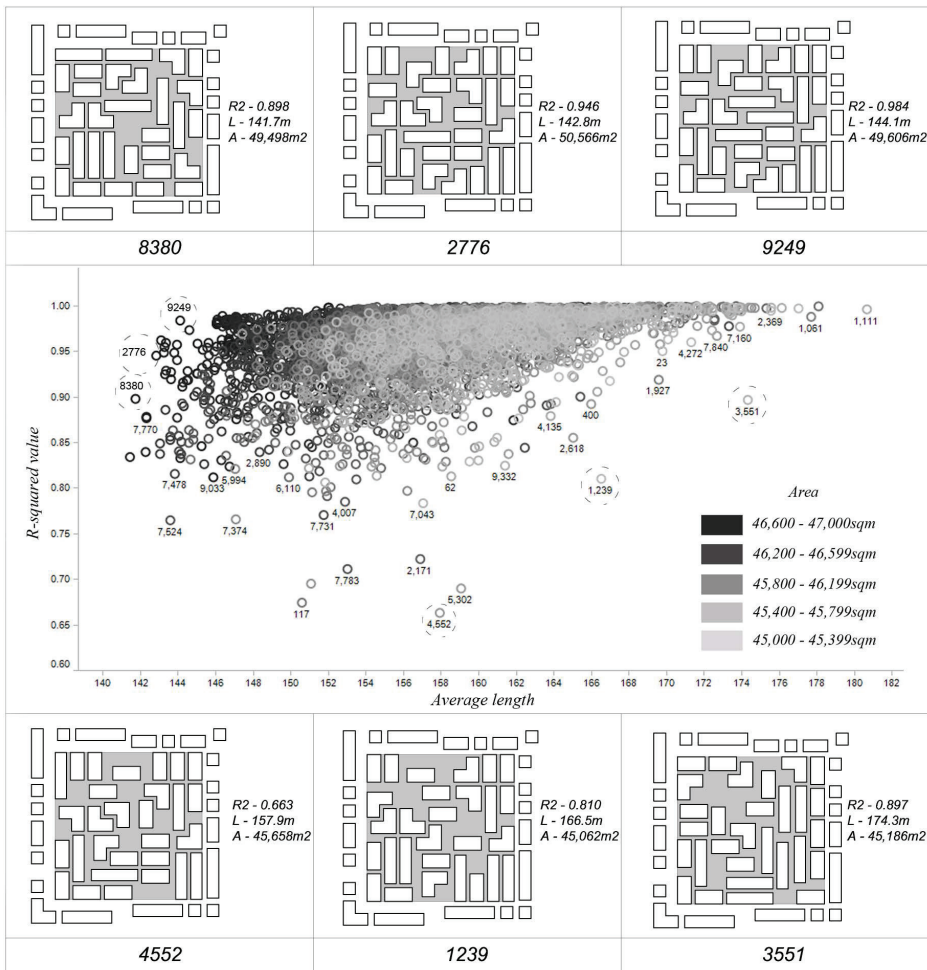 R2 - 0.898
L - 141.7m
A - 49,498m2
R2 - 0.946
L - 142.8m
A - 50,566m2
R2 - 0.984
L - 144.1m
A - 49,606m2
8380
2776
9249
R-squared value
1.00
0.95
0.90
0.85
0.80
0.75
0.70
0.65
0.60
9249
2776
8380
7,770
7,478
9,033
5,994
2,890
6,110
7,524
7,374
7,731
4,007
7,043
62
9,332
4,135
2,618
400
1,927
23
4,272
7,840
7,160
2,369
1,061
1,111
3,551
1,239
7,783
2,171
117
5,302
4,552
Area
46,600 - 47,000sqm
46,200 - 46,599sqm
45,800 - 46,199sqm
45,400 - 45,799sqm
45,000 - 45,399sqm
140 142 144 146 148 150 152 154 156 158 160 162 164 166 168 170 172 174 176 178 180 182
Average length
R2 - 0.663
L - 157.9m
A - 45,658m2
R2 - 0.810
L - 166.5m
A - 45,062m2
R2 - 0.897
L - 174.3m
A - 45,186m2
4552
1239
3551